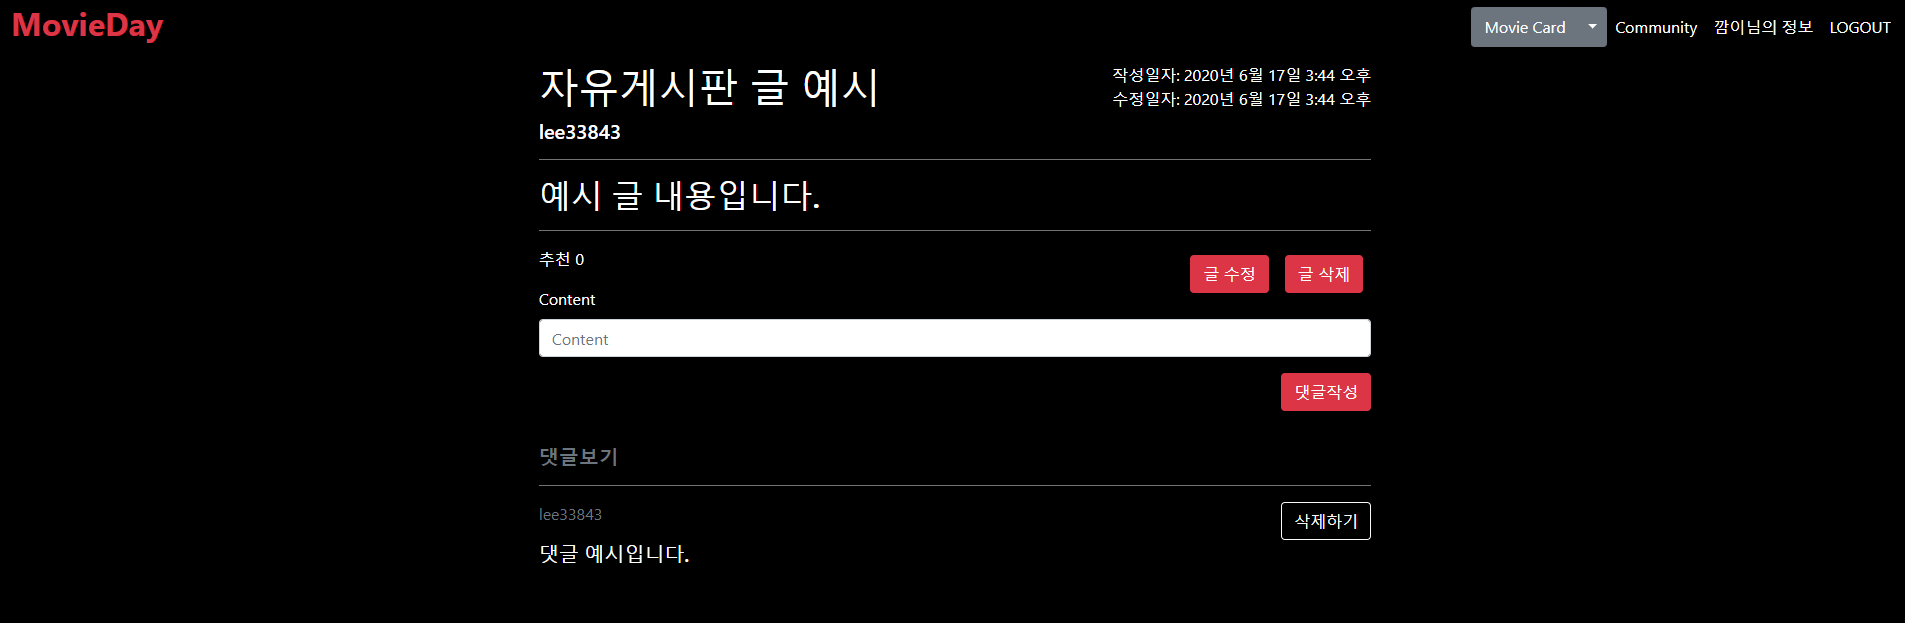 MovieDay
Movie Card Community 깜이님의 정보 LOGOUT
자유게시판 글 예시
작성일자: 2020년 6월 17일 3:44 오후
수정일자: 2020년 6월 17일 3:44 오후
lee33843
예시 글 내용입니다.
추천 0
글 수정 글 삭제
Content
Content
댓글작성
댓글보기
lee33843
삭제하기
댓글 예시입니다.